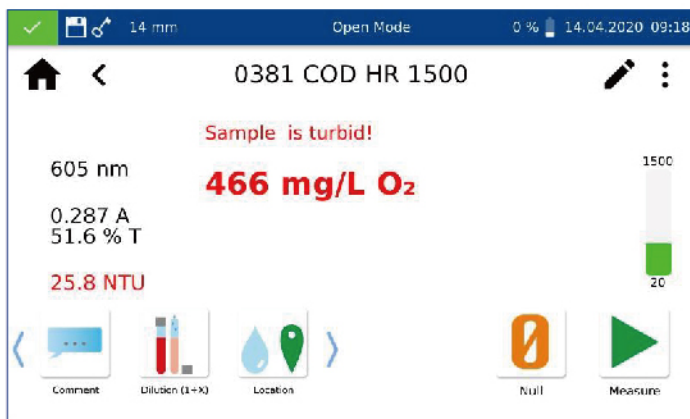 14 mm Open Mode 0 % 14.04.2020 09:18
0381 COD HR 1500
Sample is turbid!
605 nm
466 mg/L O₂
1500
0.287 A
51.6 % T
25.8 NTU
20
0
Comment Dilution (1+X) Location Null Measure